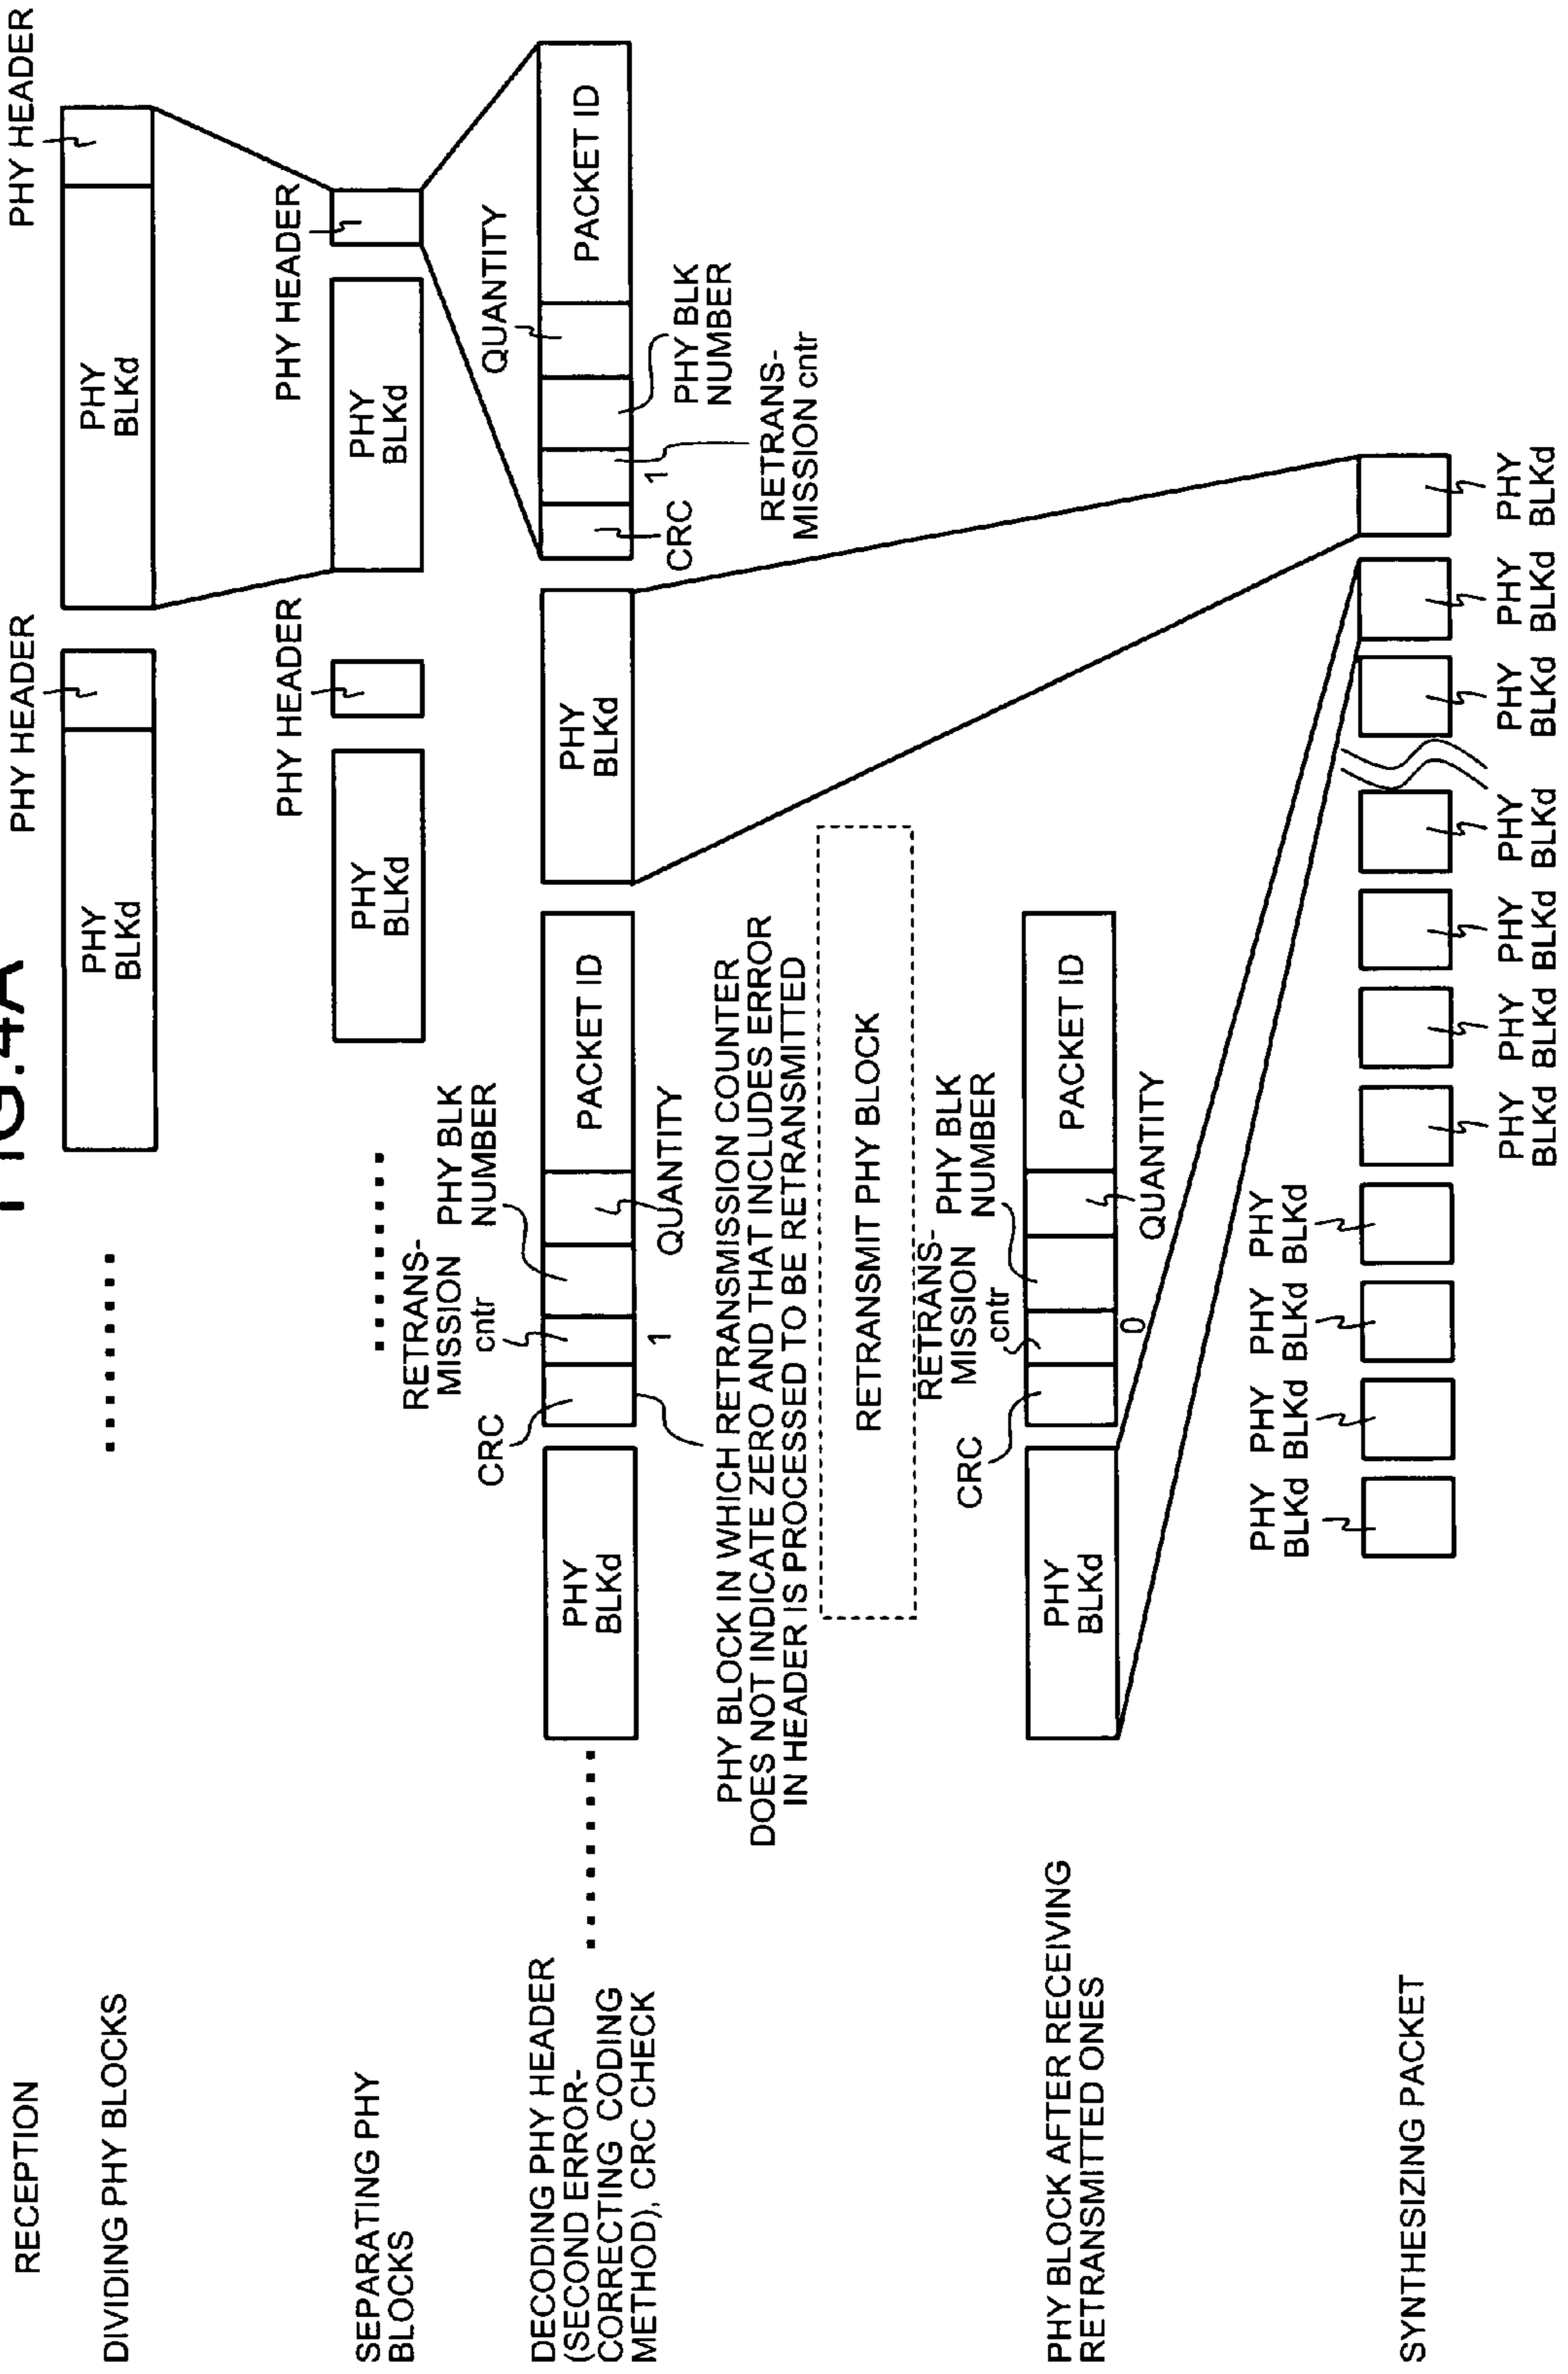 FIG.4A
RECEPTION
DIVIDING PHY BLOCKS
PHY
BLKd
PHY HEADER
PHY
BLKd
PHY HEADER
SEPARATING PHY
BLOCKS
PHY
BLKd
PHY HEADER
PHY
BLKd
PHY HEADER
DECODING PHY HEADER
(SECOND ERROR-
CORRECTING CODING
METHOD), CRC CHECK
PHY
BLKd
CRC
RETRANS-
MISSION
cntr
1
PHY BLK
NUMBER
QUANTITY
PACKET ID
PHY
BLKd
CRC
1
RETRANS-
MISSION cntr
PHY BLK
NUMBER
QUANTITY
PACKET ID
PHY BLOCK IN WHICH RETRANSMISSION COUNTER
DOES NOT INDICATE ZERO AND THAT INCLUDES ERROR
IN HEADER IS PROCESSED TO BE RETRANSMITTED
RETRANSMIT PHY BLOCK
PHY BLOCK AFTER RECEIVING
RETRANSMITTED ONES
PHY
BLKd
CRC
RETRANS-
MISSION
cntr
0
PHY BLK
NUMBER
QUANTITY
PACKET ID
SYNTHESIZING PACKET
PHY
BLKd
PHY
BLKd
PHY
BLKd
PHY
BLKd
PHY
BLKd
PHY
BLKd
PHY
BLKd
PHY
BLKd
PHY
BLKd
PHY
BLKd
PHY
BLKd